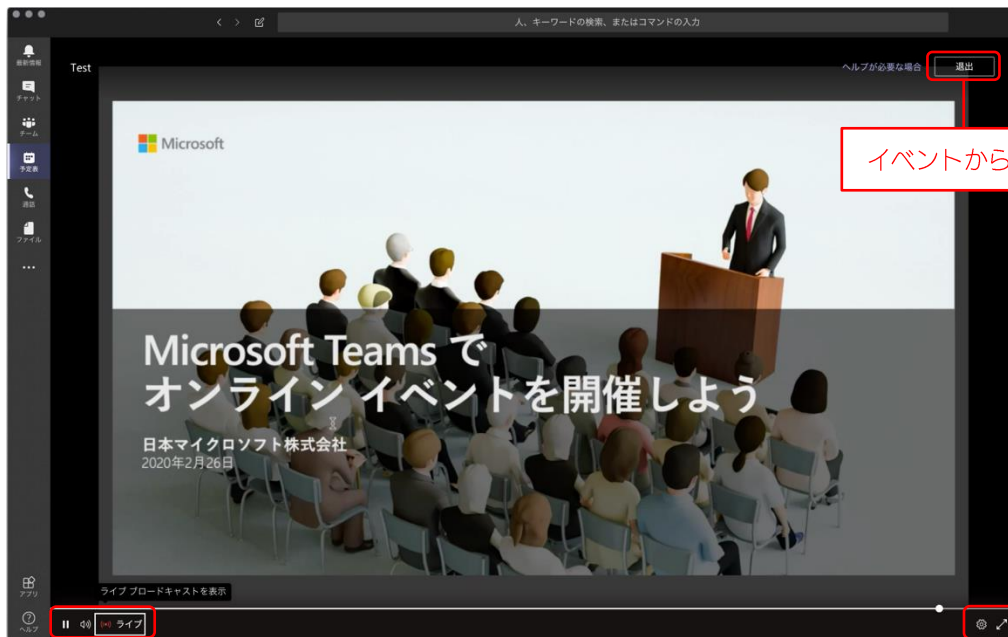 人、キーワードの検索、またはコマンドの入力
最新情報
チャット
チーム
予定表
通話
ファイル
アプリ
ヘルプ
Test
ヘルプが必要な場合
退出
イベントから
Microsoft
Microsoft Teams で
オンライン イベントを開催しよう
日本マイクロソフト株式会社
2020年2月26日
ライブ ブロードキャストを表示
ライブ